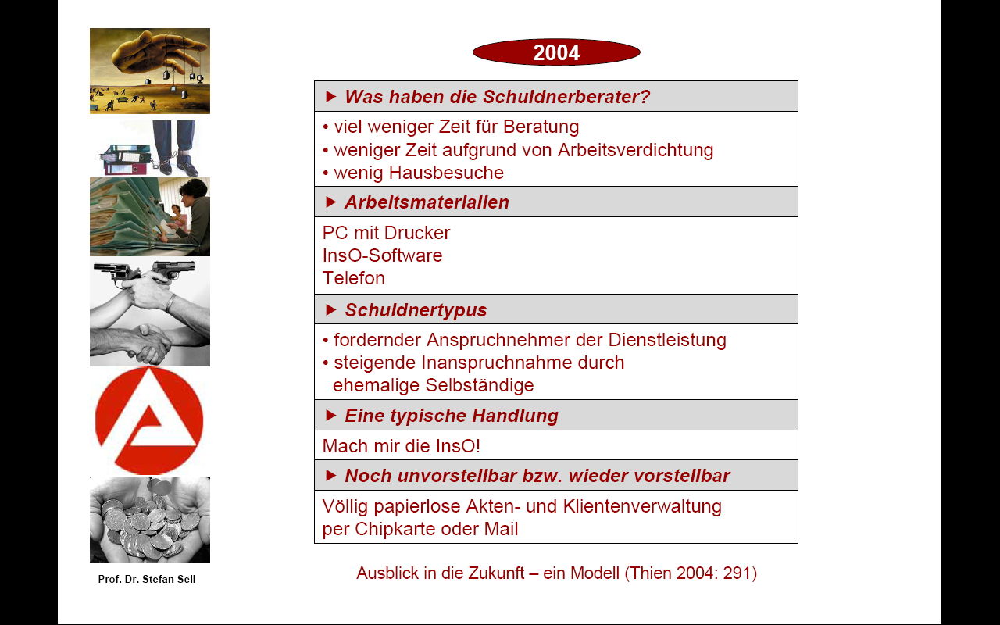 2004
Was haben die Schuldnerberater?
• viel weniger Zeit für Beratung
• weniger Zeit aufgrund von Arbeitsverdichtung
• wenig Hausbesuche
Arbeitsmaterialien
PC mit Drucker
InsO-Software
Telefon
Schuldnertypus
• fordernder Anspruchnehmer der Dienstleistung
• steigende Inanspruchnahme durch
ehemalige Selbständige
Eine typische Handlung
Mach mir die InsO!
Noch unvorstellbar bzw. wieder vorstellbar
Völlig papierlose Akten- und Klientenverwaltung
per Chipkarte oder Mail
Ausblick in die Zukunft – ein Modell (Thien 2004: 291)
Prof. Dr. Stefan Sell